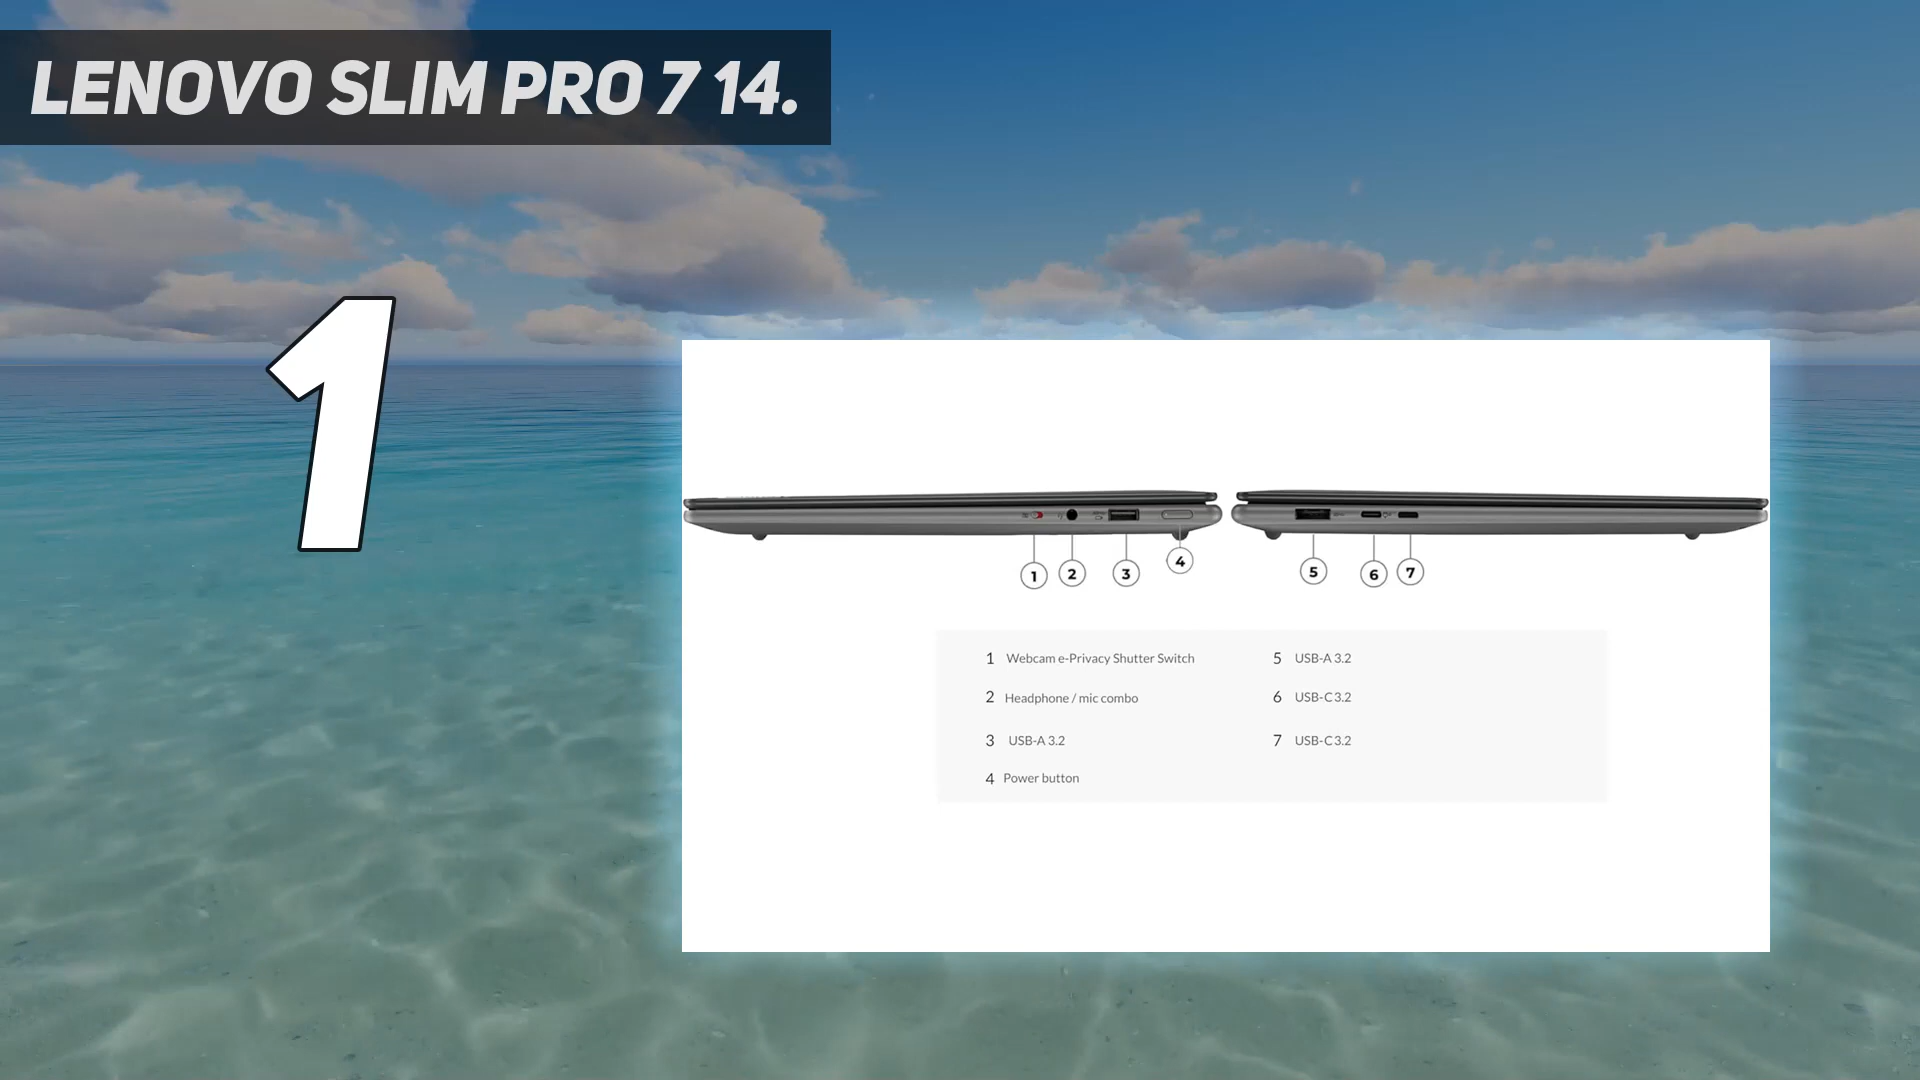 LENOVO SLIM PRO 7 14.
1
1 2 3 4 5 6 7
1 Webcam e-Privacy Shutter Switch
2 Headphone / mic combo
3 USB-A 3.2
4 Power button
5 USB-A 3.2
6 USB-C 3.2
7 USB-C 3.2